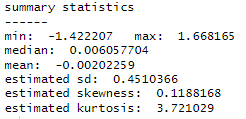 summary statistics
------
min:  -1.422207   max:  1.668165
median:  0.006057704
mean:  -0.00202259
estimated sd:  0.4510366
estimated skewness:  0.1188168
estimated kurtosis:  3.721029